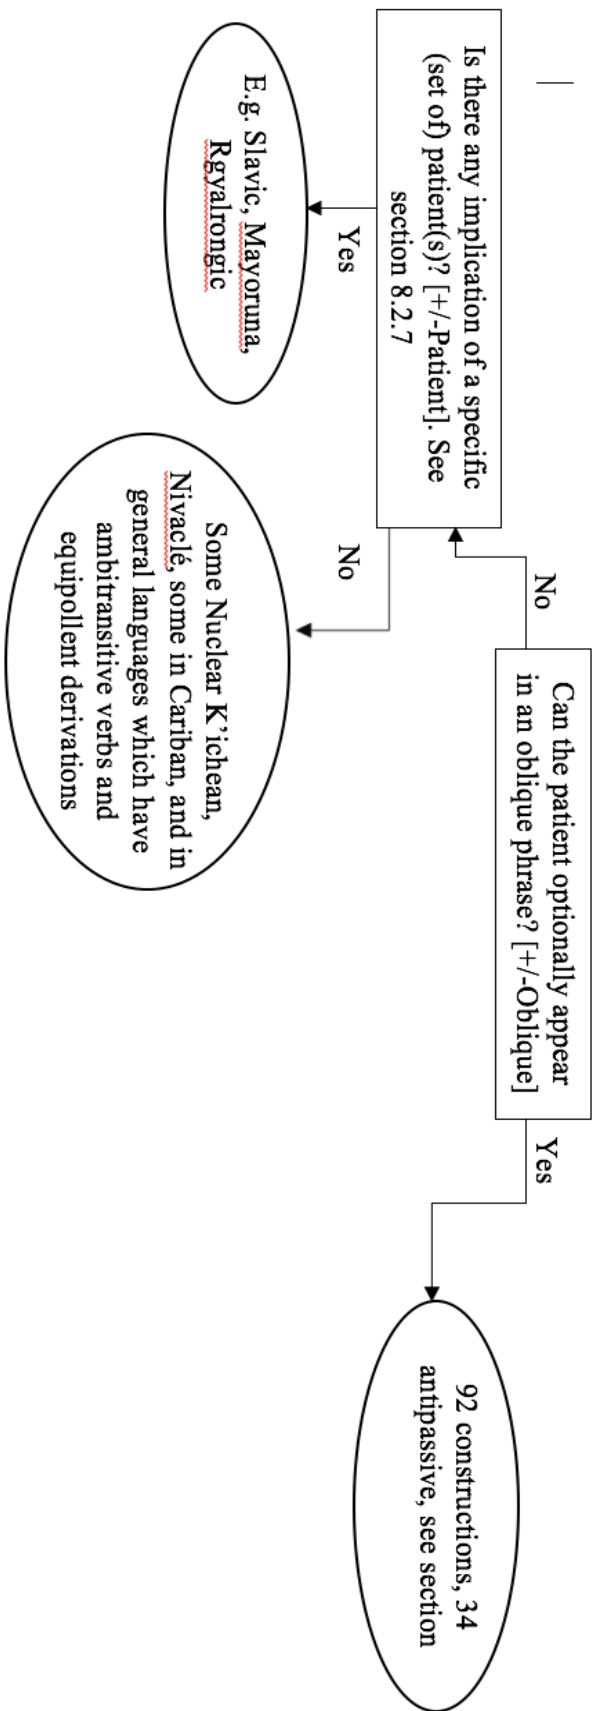 Can the patient optionally appear
in an oblique phrase? [+/-Oblique]
No
Yes
Is there any implication of a specific
(set of) patient(s)? [+/-Patient]. See
section 8.2.7
Yes
No
E.g. Slavic, Mayoruna,
Rgyalrongic
Some Nuclear K’ichean,
Nivaclé, some in Cariban, and in
general languages which have
ambitransitive verbs and
equipollent derivations
92 constructions, 34
antipassive, see section